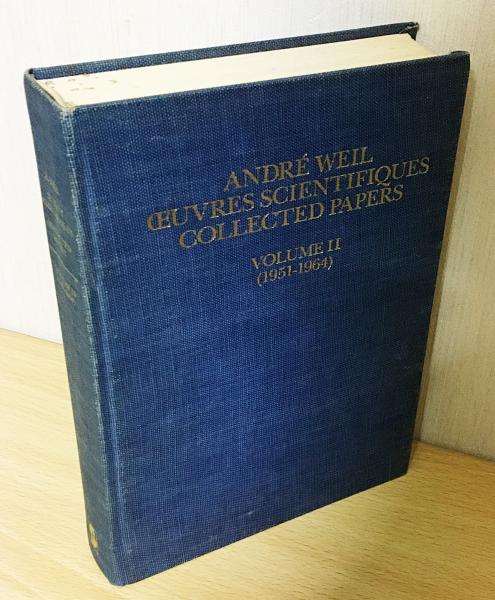 ANDRÉ WEIL
ŒUVRES SCIENTIFIQUES
COLLECTED PAPERS
VOLUME II
(1951-1964)